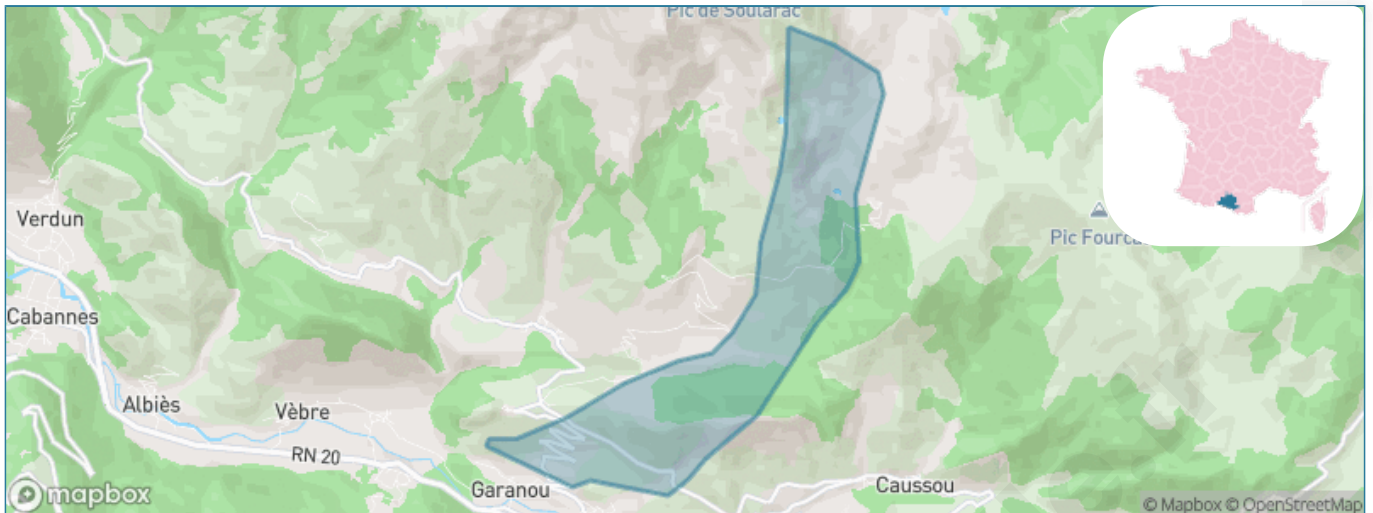 Pic de Soularac
Verdun
Pic Fourca
Cabannes
Albiès
Vèbre
RN 20
Garanou
Caussou
mapbox
© Mapbox © OpenStreetMap